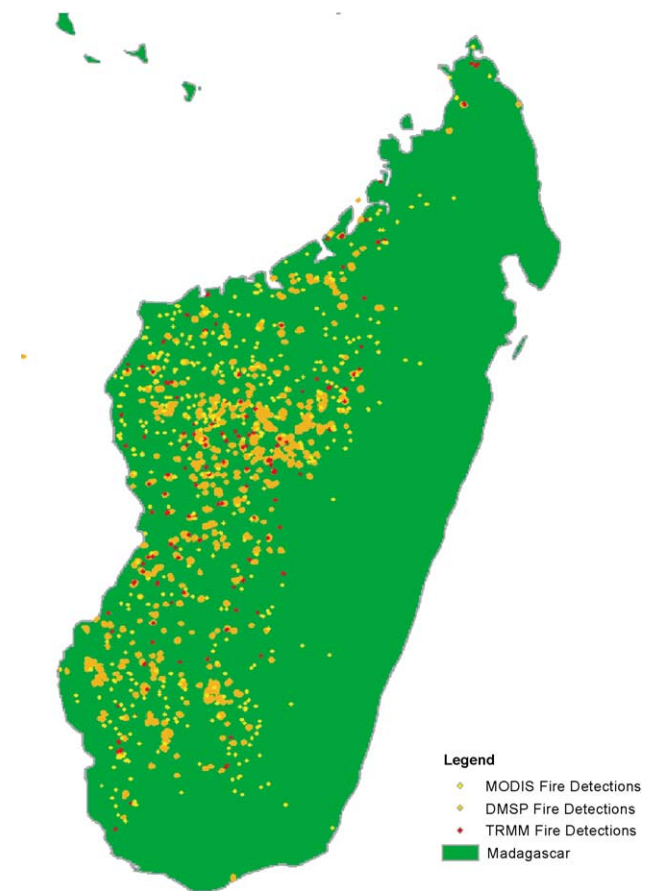 Legend
MODIS Fire Detections
DMSP Fire Detections
TRMM Fire Detections
Madagascar